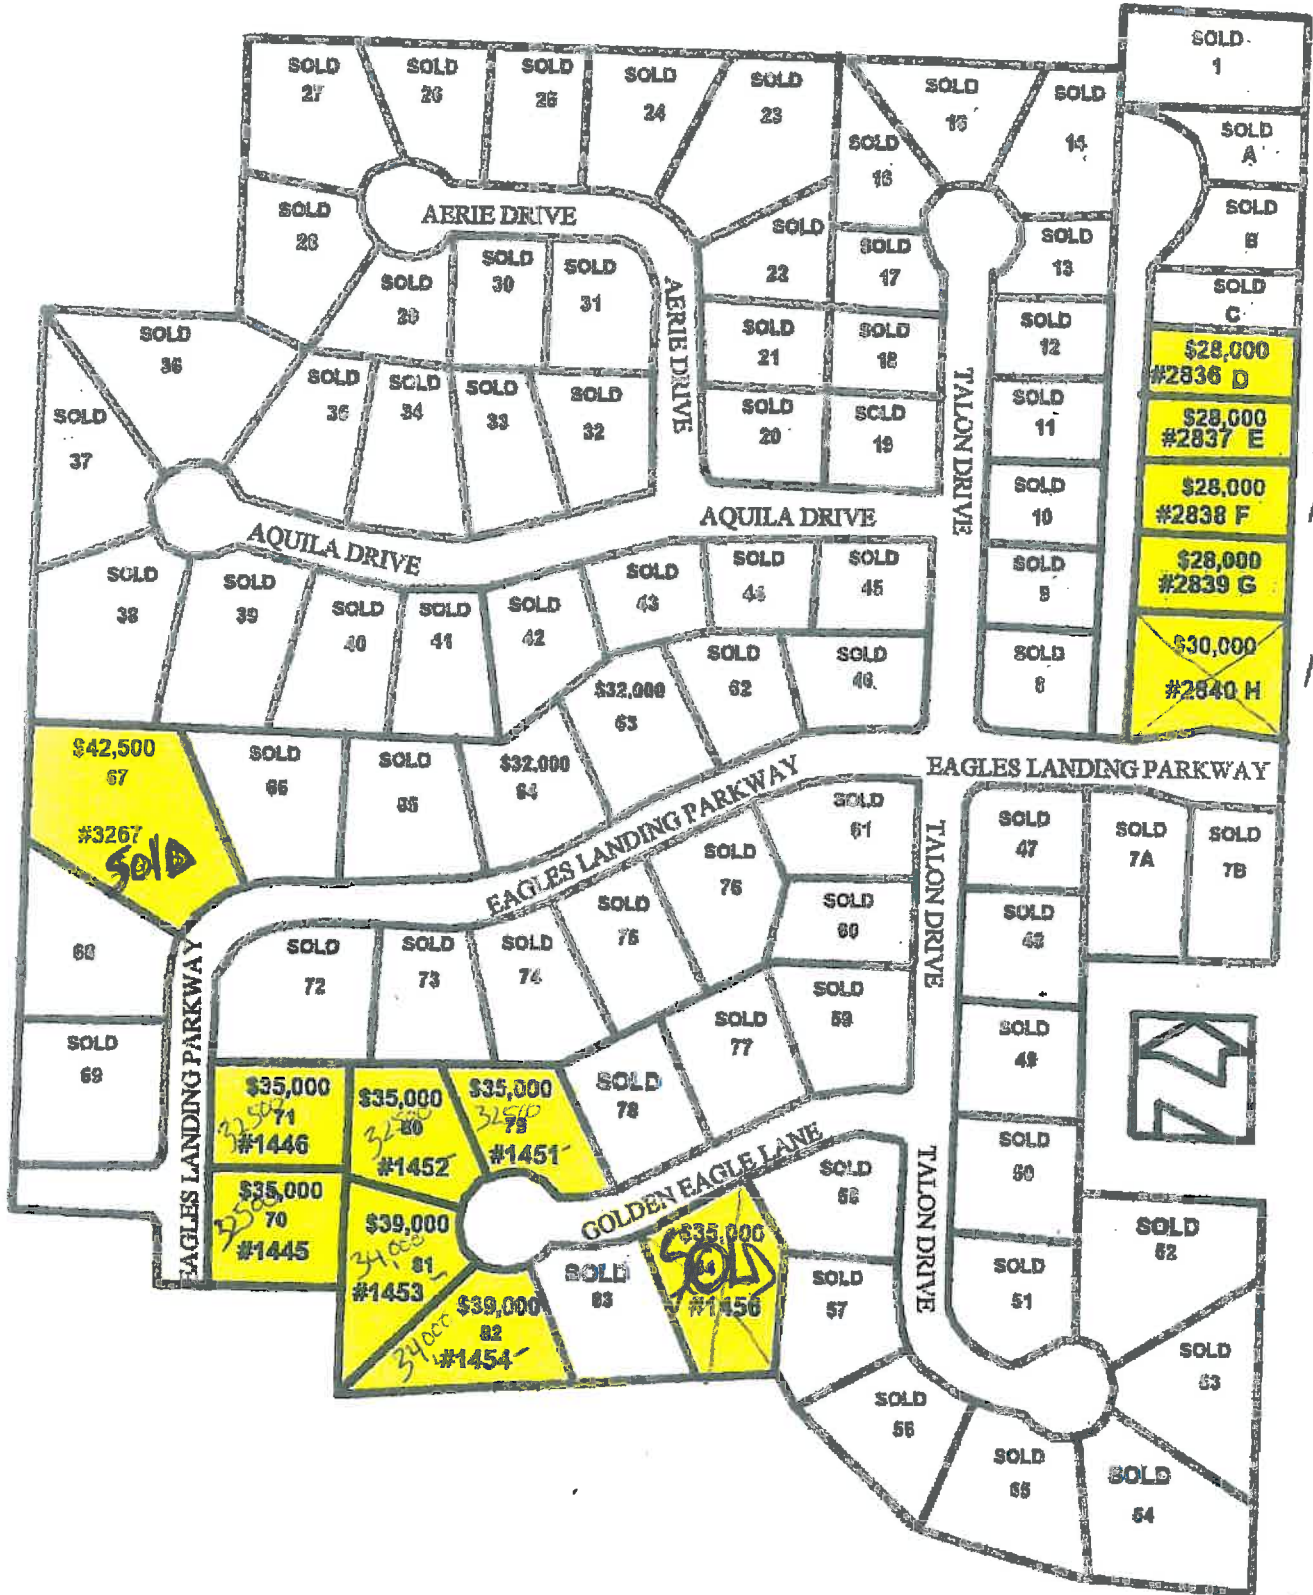 SOLD
1
SOLD
27
SOLD
26
SOLD
25
SOLD
24
SOLD
23
SOLD
15
SOLD
14
SOLD
A
SOLD
16
SOLD
B
SOLD
28
AERIE DRIVE
SOLD
22
SOLD
17
SOLD
13
SOLD
C
SOLD
29
SOLD
30
SOLD
31
AERIE DRIVE
SOLD
21
SOLD
18
SOLD
12
$28,000
#2836 D
SOLD
36
SOLD
37
SOLD
35
SOLD
34
SOLD
33
SOLD
32
SOLD
20
SOLD
19
TALON DRIVE
SOLD
11
$28,000
#2837 E
SOLD
10
$28,000
#2838 F
AQUILA DRIVE
AQUILA DRIVE
SOLD
9
$28,000
#2839 G
SOLD
38
SOLD
39
SOLD
40
SOLD
41
SOLD
42
SOLD
43
SOLD
44
SOLD
45
SOLD
8
$30,000
#2840 H
$32,000
63
SOLD
62
SOLD
46
$42,500
67
#3267
SOLD
SOLD
66
SOLD
65
$32,000
64
EAGLES LANDING PARKWAY
EAGLES LANDING PARKWAY
SOLD
61
TALON DRIVE
SOLD
47
SOLD
7A
SOLD
7B
68
SOLD
72
SOLD
73
SOLD
74
SOLD
75
SOLD
76
SOLD
60
SOLD
48
EAGLES LANDING PARKWAY
SOLD
69
SOLD
77
SOLD
59
SOLD
49
$35,000
32500
71
#1446
$35,000
32500
80
#1452
$35,000
32500
79
#1451
SOLD
78
GOLDEN EAGLE LANE
SOLD
58
TALON DRIVE
SOLD
50
$35,000
32500
70
#1445
$39,000
34,000
81
#1453
$39,000
34000
82
#1454
SOLD
83
$35,000
SOLD
84
#1456
SOLD
57
SOLD
51
SOLD
52
SOLD
53
SOLD
56
SOLD
55
SOLD
54
N